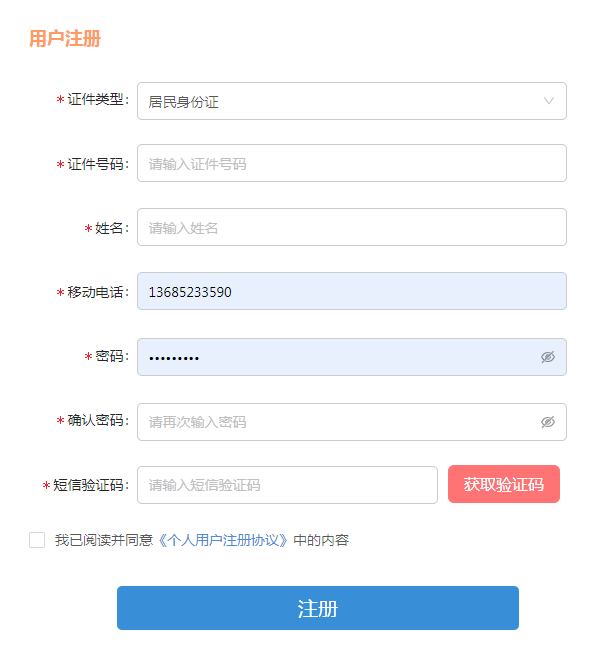 用户注册
*证件类型: 居民身份证
*证件号码: 请输入证件号码
*姓名: 请输入姓名
*移动电话: 13685233590
*密码: •••••••••
*确认密码: 请再次输入密码
*短信验证码: 请输入短信验证码 获取验证码
我已阅读并同意《个人用户注册协议》中的内容
注册